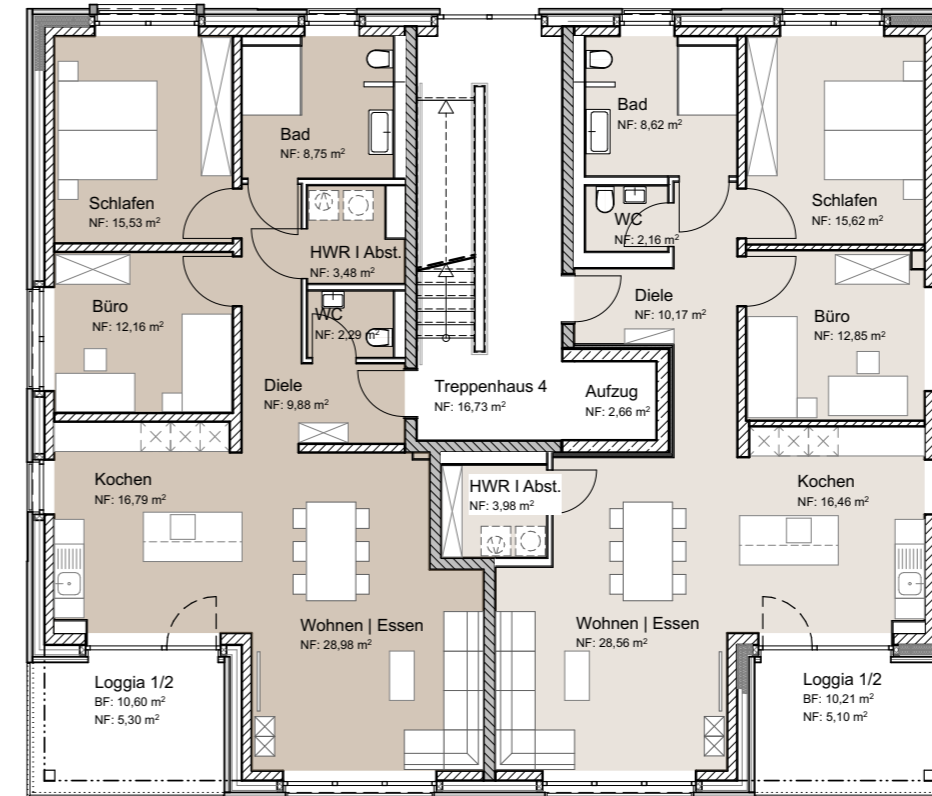 Bad
NF: 8,75 m²
Schlafen
NF: 15,53 m²
HWR I Abst.
NF: 3,48 m²
Büro
NF: 12,16 m²
WC
NF: 2,29 m²
Diele
NF: 9,88 m²
Kochen
NF: 16,79 m²
Wohnen | Essen
NF: 28,98 m²
Loggia 1/2
BF: 10,60 m²
NF: 5,30 m²
Treppenhaus 4
NF: 16,73 m²
Aufzug
NF: 2,66 m²
Bad
NF: 8,62 m²
Schlafen
NF: 15,62 m²
WC
NF: 2,16 m²
Diele
NF: 10,17 m²
Büro
NF: 12,85 m²
HWR I Abst.
NF: 3,98 m²
Kochen
NF: 16,46 m²
Wohnen | Essen
NF: 28,56 m²
Loggia 1/2
BF: 10,21 m²
NF: 5,10 m²